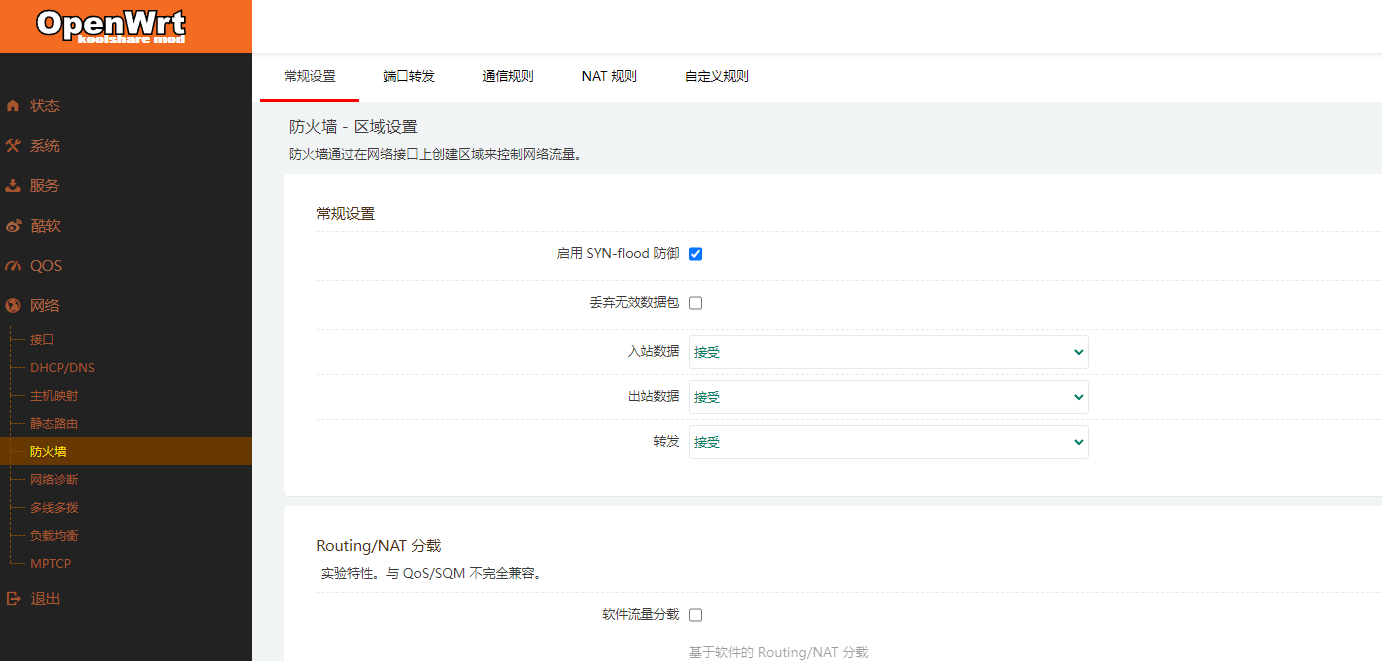 OpenWrt
koolshare mod
状态
系统
服务
酷软
QOS
网络
接口
DHCP/DNS
主机映射
静态路由
防火墙
网络诊断
多线多拨
负载均衡
MPTCP
退出
常规设置 端口转发 通信规则 NAT 规则 自定义规则
防火墙 - 区域设置
防火墙通过在网络接口上创建区域来控制网络流量。
常规设置
启用 SYN-flood 防御
丢弃无效数据包
入站数据 接受
出站数据 接受
转发 接受
Routing/NAT 分载
实验特性。与 QoS/SQM 不完全兼容。
软件流量分载
基于软件的 Routing/NAT 分载